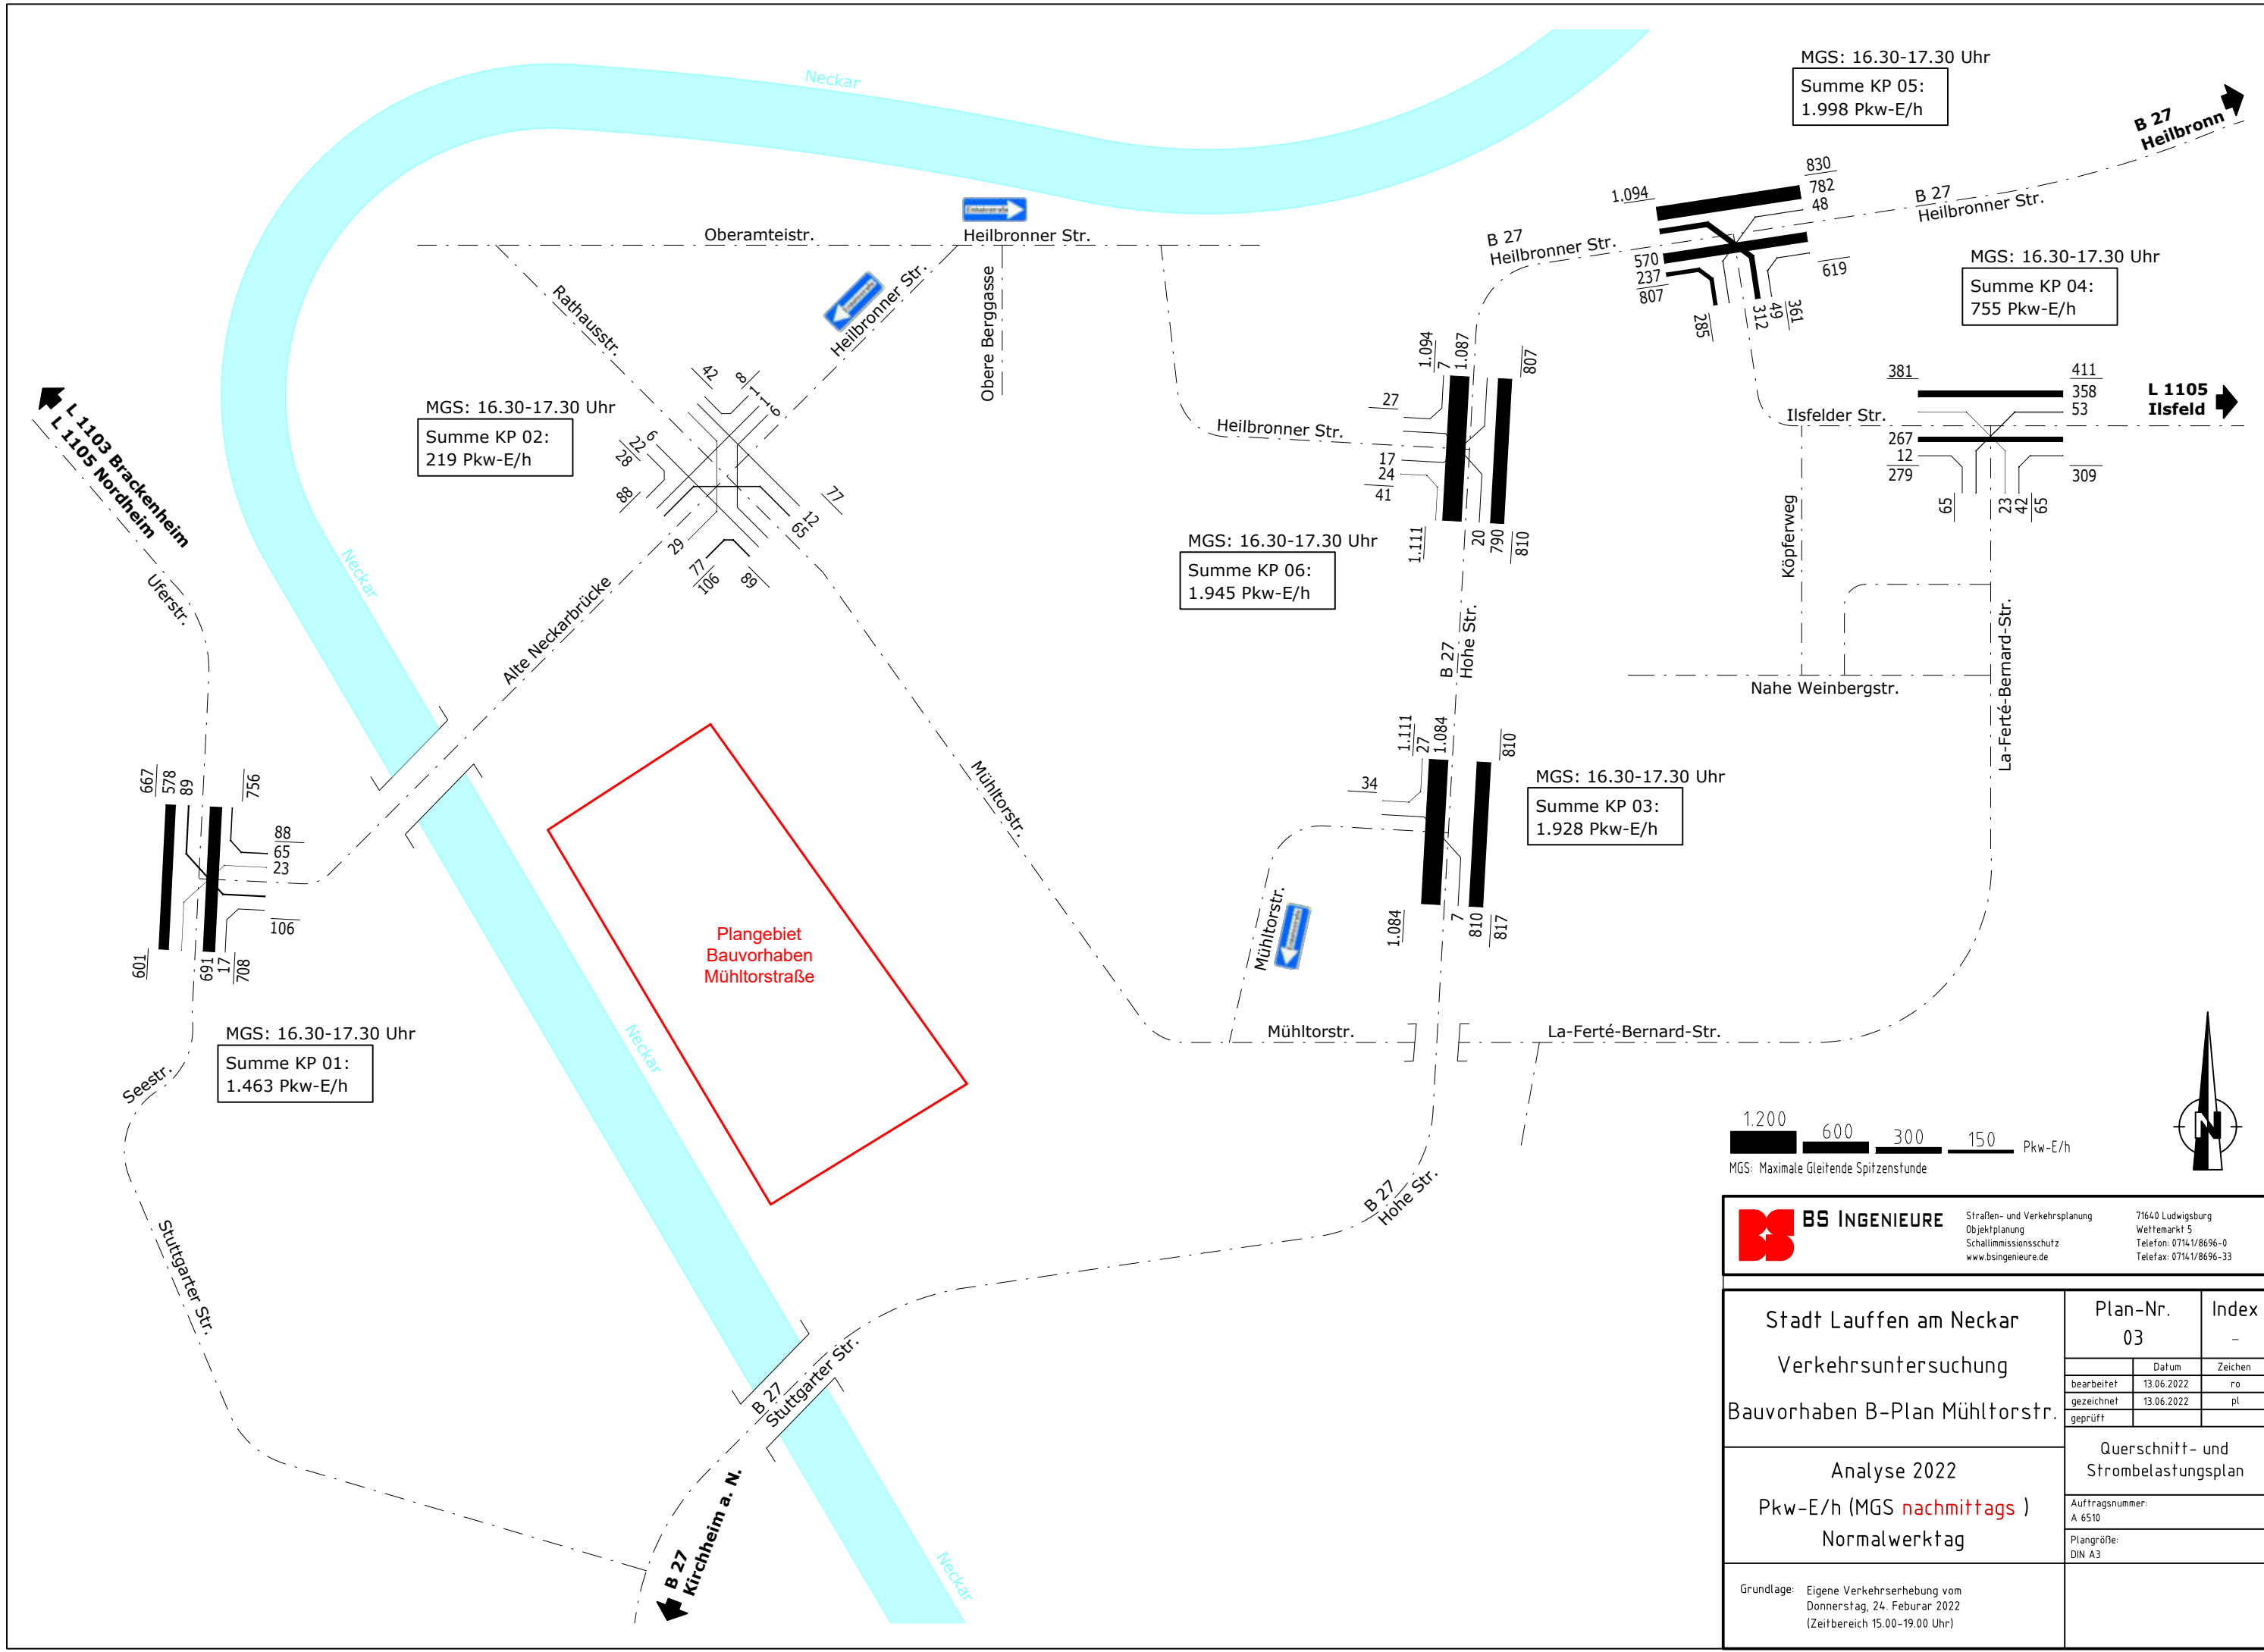 Neckar
MGS: 16.30-17.30 Uhr
Summe KP 05:
1.998 Pkw-E/h
B 27
Heilbronn
830
782
48
1.094
B 27
Heilbronner Str.
B 27
Heilbronner Str.
570
237
807
619
285
312
49
361
MGS: 16.30-17.30 Uhr
Summe KP 04:
755 Pkw-E/h
Oberamteistr.
Heilbronner Str.
Rathausstr.
Heilbronner Str.
Obere Berggasse
Heilbronner Str.
381
411
358
53
L 1105
Ilsfeld
Ilsfelder Str.
267
12
279
309
65
23
42
65
Köpferweg
La-Ferté-Bernard-Str.
Nahe Weinbergstr.
L 1103 Brackenheim
L 1105 Nordheim
Uferstr.
MGS: 16.30-17.30 Uhr
Summe KP 02:
219 Pkw-E/h
42
8
22
6
28
88
77
12
65
29
77
106
89
1.094
7
1.087
807
27
17
24
41
1.111
20
790
810
MGS: 16.30-17.30 Uhr
Summe KP 06:
1.945 Pkw-E/h
B 27
Hohe Str.
Neckar
Alte Neckarbrücke
Mühltorstr.
1.111
27
1.084
810
34
MGS: 16.30-17.30 Uhr
Summe KP 03:
1.928 Pkw-E/h
1.084
7
810
817
Mühltorstr.
Mühltorstr.
La-Ferté-Bernard-Str.
667
578
89
756
88
65
23
106
601
691
17
708
MGS: 16.30-17.30 Uhr
Summe KP 01:
1.463 Pkw-E/h
Plangebiet
Bauvorhaben
Mühltorstraße
Neckar
Seestr.
Stuttgarter Str.
B 27
Hohe Str.
B 27
Stuttgarter Str.
B 27
Kirchheim a. N.
Neckar
1.200
600
300
150
Pkw-E/h
MGS: Maximale Gleitende Spitzenstunde
N
BS INGENIEURE
Straßen- und Verkehrsplanung
Objektplanung
Schallimmissionsschutz
www.bsingenieure.de
71640 Ludwigsburg
Wettemarkt 5
Telefon: 07141/8696-0
Telefax: 07141/8696-33
Stadt Lauffen am Neckar
Verkehrsuntersuchung
Bauvorhaben B-Plan Mühltorstr.
Plan-Nr.
03
Index
-
Datum
Zeichen
bearbeitet
13.06.2022
ro
gezeichnet
13.06.2022
pl
geprüft
Analyse 2022
Pkw-E/h (MGS nachmittags )
Normalwerktag
Querschnitt- und
Strombelastungsplan
Auftragsnummer:
A 6510
Plangröße:
DIN A3
Grundlage:
Eigene Verkehrserhebung vom
Donnerstag, 24. Feburar 2022
(Zeitbereich 15.00-19.00 Uhr)